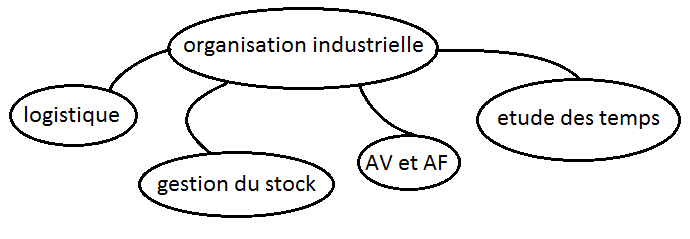 organisation industrielle
logistique
etude des temps
AV et AF
gestion du stock